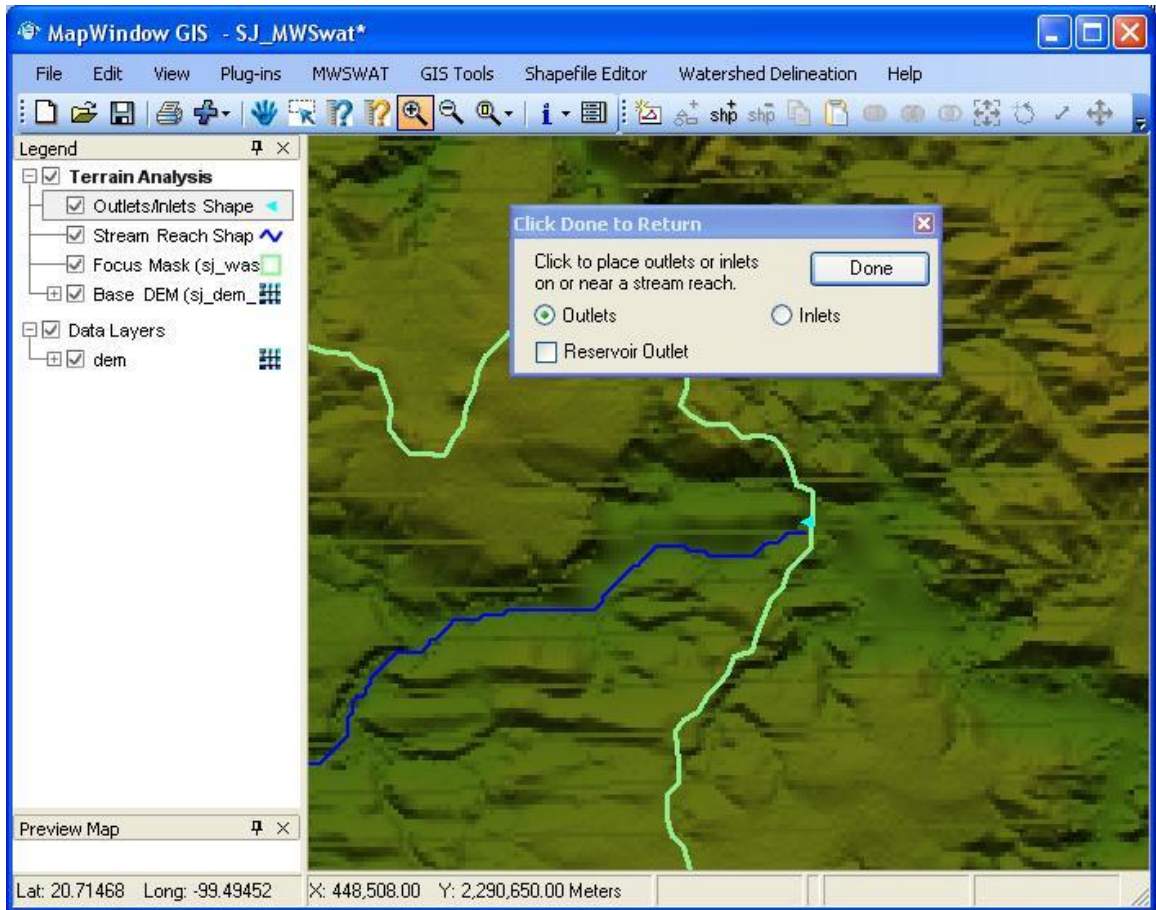 MapWindow GIS - SJ_MWSwat*
File Edit View Plug-ins MWSWAT GIS Tools Shapefile Editor Watershed Delineation Help
shp shp
Legend
Terrain Analysis
Outlets/Inlets Shape
Stream Reach Shap
Focus Mask (sj_was
Base DEM (sj_dem_
Data Layers
dem
Click Done to Return
Click to place outlets or inlets
on or near a stream reach.
Done
Outlets Inlets
Reservoir Outlet
Preview Map
Lat: 20.71468 Long: -99.49452 X: 448,508.00 Y: 2,290,650.00 Meters